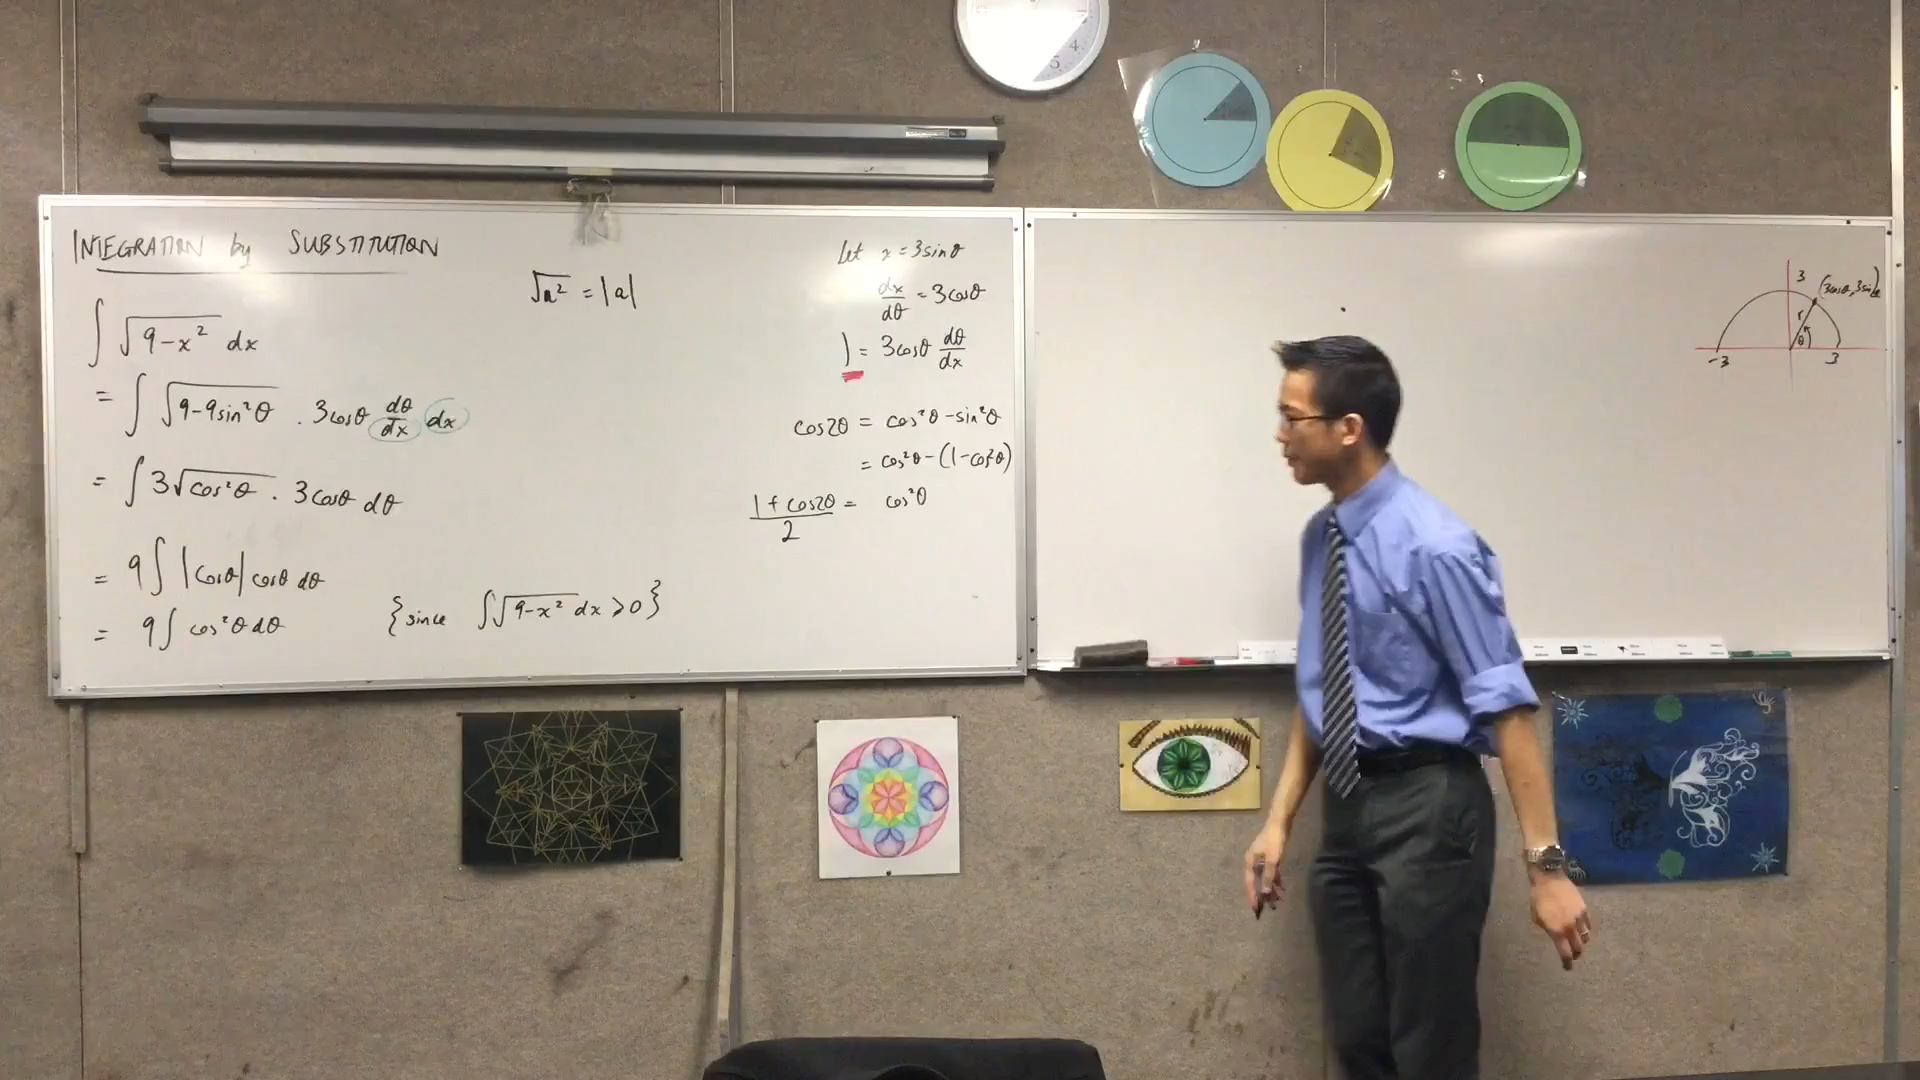 INTEGRATION by SUBSTITUTION
√a² = |a|
∫ √9-x² dx
= ∫ √9-9sin²θ . 3cosθ dθ/dx dx
= ∫ 3√cos²θ . 3cosθ dθ
= 9∫ |cosθ| cosθ dθ
= 9∫ cos²θ dθ {since ∫√9-x² dx ⩾ 0}
Let x = 3sinθ
dx/dθ = 3cosθ
1 = 3cosθ dθ/dx
cos2θ = cos²θ - sin²θ
= cos²θ - (1-cos²θ)
1 + cos2θ / 2 = cos²θ
3
(3cosθ, 3sinθ)
r
θ
-3
3
4
5